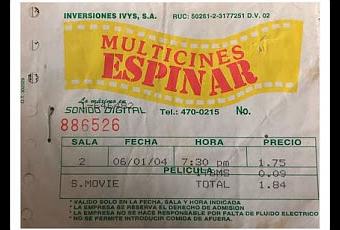 INVERSIONES IVYS, S.A. RUC: 50261-2-3177251 D.V. 02
MULTICINES
ESPINAR
Lo máximo en
SONIDO DIGITAL Tel.: 470-0215 No.
886526
SALA FECHA HORA PRECIO
2 06/01/04 7:30 pm 1.75
PELICULA ITBMS 0.09
S.MOVIE TOTAL 1.84
* VALIDO SOLO EN LA FECHA, SALA Y HORA INDICADA
* LA EMPRESA SE RESERVA EL DERECHO DE ADMISION
* LA EMPRESA NO SE HACE RESPONSABLE POR FALTA DE FLUIDO ELECTRICO
* NO SE PERMITE INTRODUCIR COMIDA DE AFUERA.